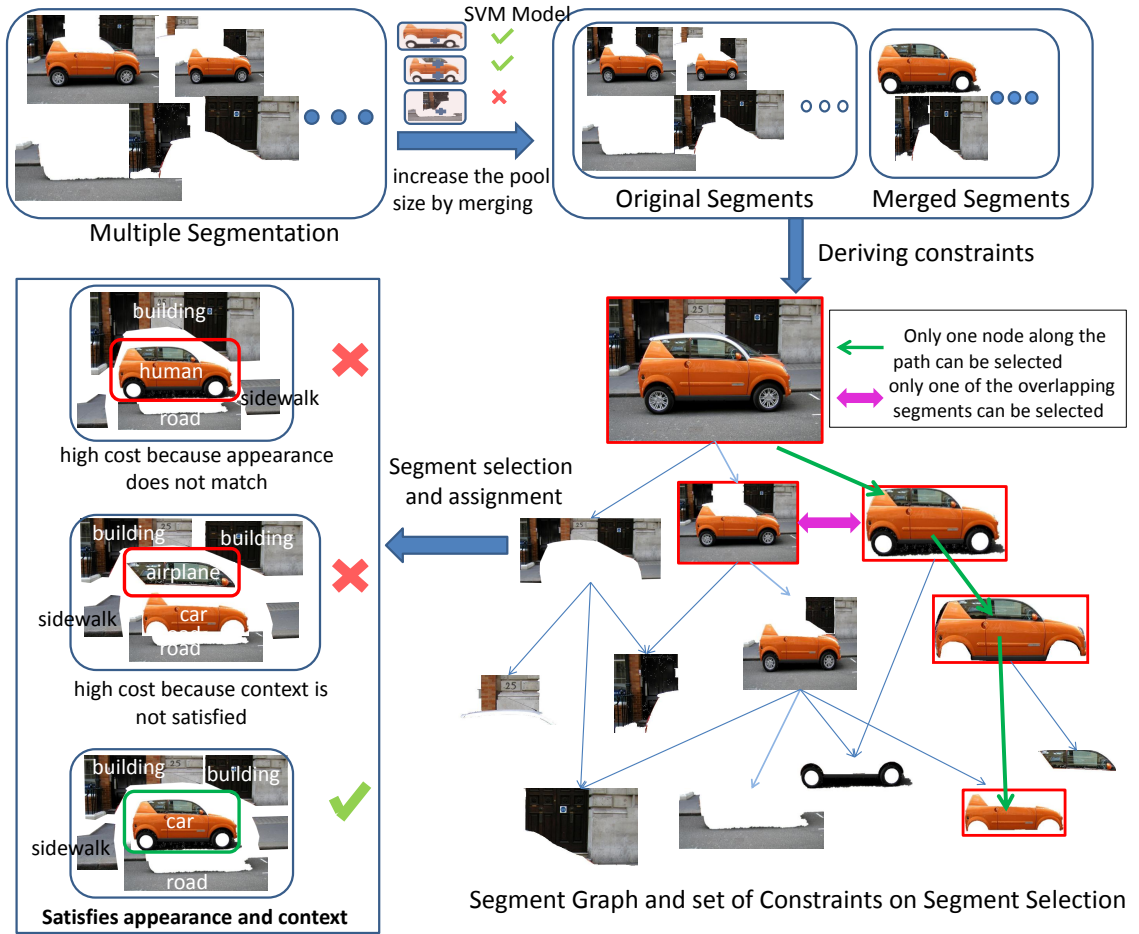 SVM Model
increase the pool
size by merging
Multiple Segmentation
Original Segments
Merged Segments
Deriving constraints
Only one node along the
path can be selected
only one of the overlapping
segments can be selected
25
Segment selection
and assignment
building
human
sidewalk
road
high cost because appearance
does not match
building
building
airplane
car
sidewalk
road
high cost because context is
not satisfied
building
building
car
sidewalk
road
Satisfies appearance and context
25
Segment Graph and set of Constraints on Segment Selection